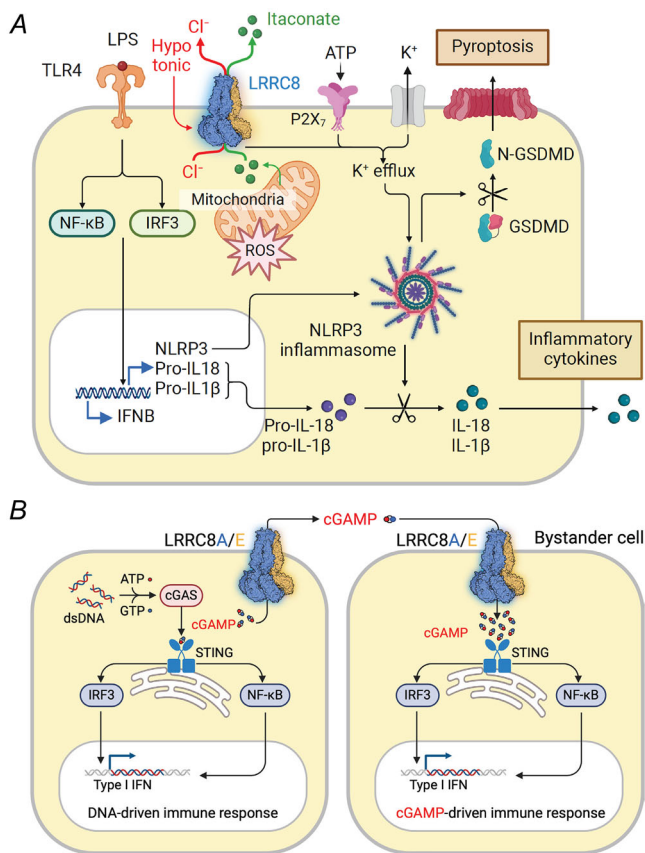 A
LPS
TLR4
Cl⁻
Itaconate
Hypo
tonic
LRRC8
ATP
K⁺
Pyroptosis
P2X₇
Cl⁻
K⁺ efflux
N-GSDMD
Mitochondria
NF-κB
IRF3
ROS
GSDMD
NLRP3
Pro-IL18
Pro-IL1β
IFNB
NLRP3
inflammasome
Inflammatory
cytokines
Pro-IL-18
pro-IL-1β
IL-18
IL-1β
B
LRRC8A/E
cGAMP
LRRC8A/E
Bystander cell
dsDNA
ATP
GTP
cGAS
cGAMP
STING
IRF3
NF-κB
Type I IFN
DNA-driven immune response
cGAMP
STING
IRF3
NF-κB
Type I IFN
cGAMP-driven immune response